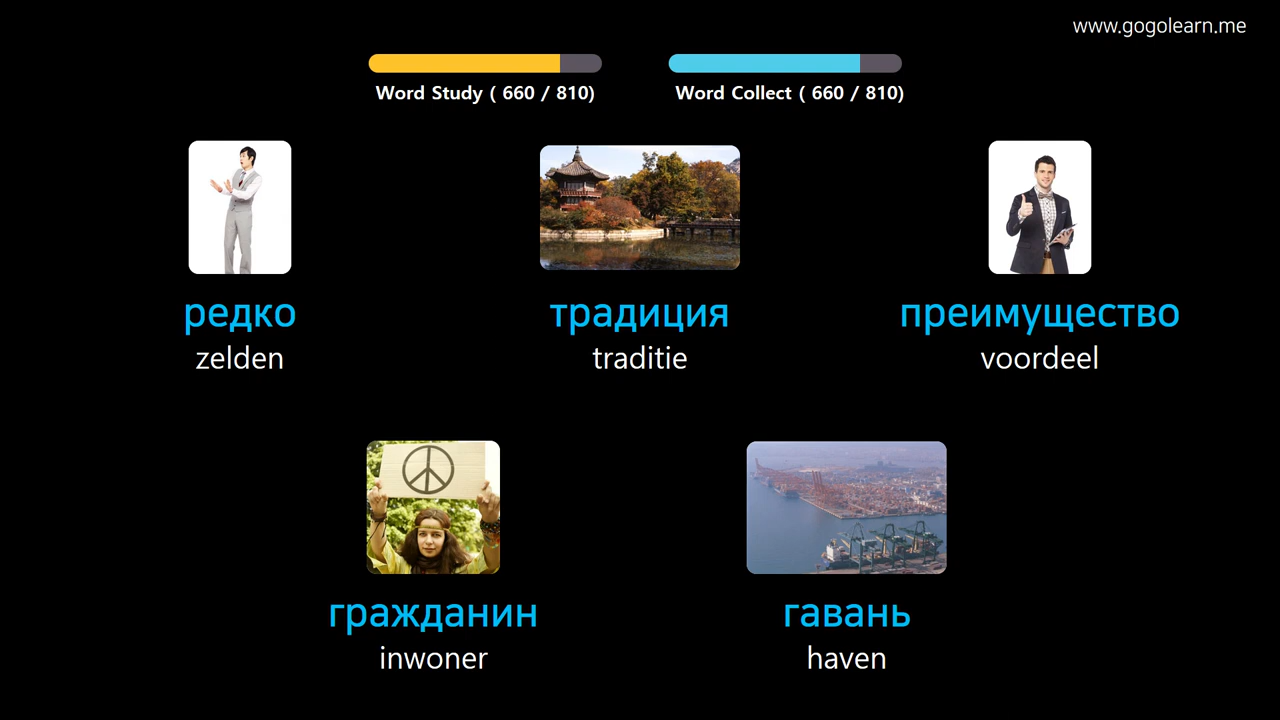 www.gogolearn.me
Word Study ( 660 / 810)
Word Collect ( 660 / 810)
редко
zelden
традиция
traditie
преимущество
voordeel
гражданин
inwoner
гавань
haven